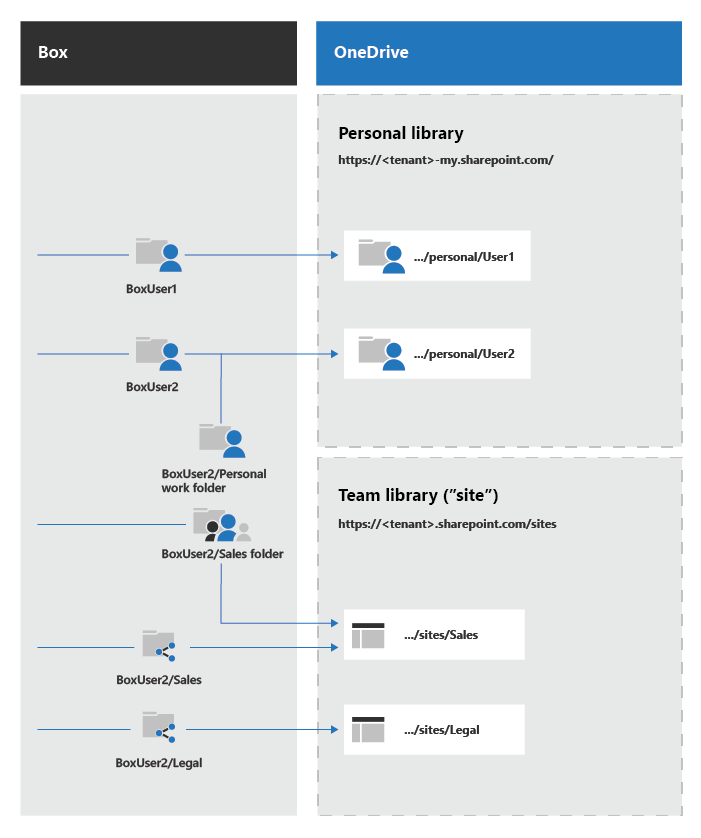 Box
OneDrive
Personal library
https://<tenant>-my.sharepoint.com/
BoxUser1
.../personal/User1
BoxUser2
.../personal/User2
BoxUser2/Personal
work folder
BoxUser2/Sales folder
Team library (”site”)
https://<tenant>.sharepoint.com/sites
.../sites/Sales
BoxUser2/Sales
.../sites/Legal
BoxUser2/Legal